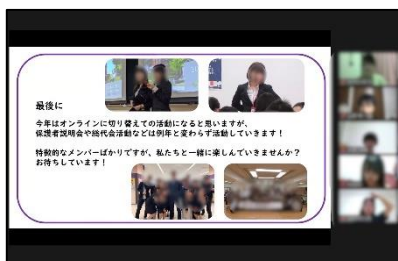 最後に
今年はオンラインに切り替えての活動になると思いますが、
保護者説明会や総代会活動などは例年と変わらず活動していきます！
特徴的なメンバーばかりですが、私たちと一緒に楽しんでいきませんか？
お待ちしています！